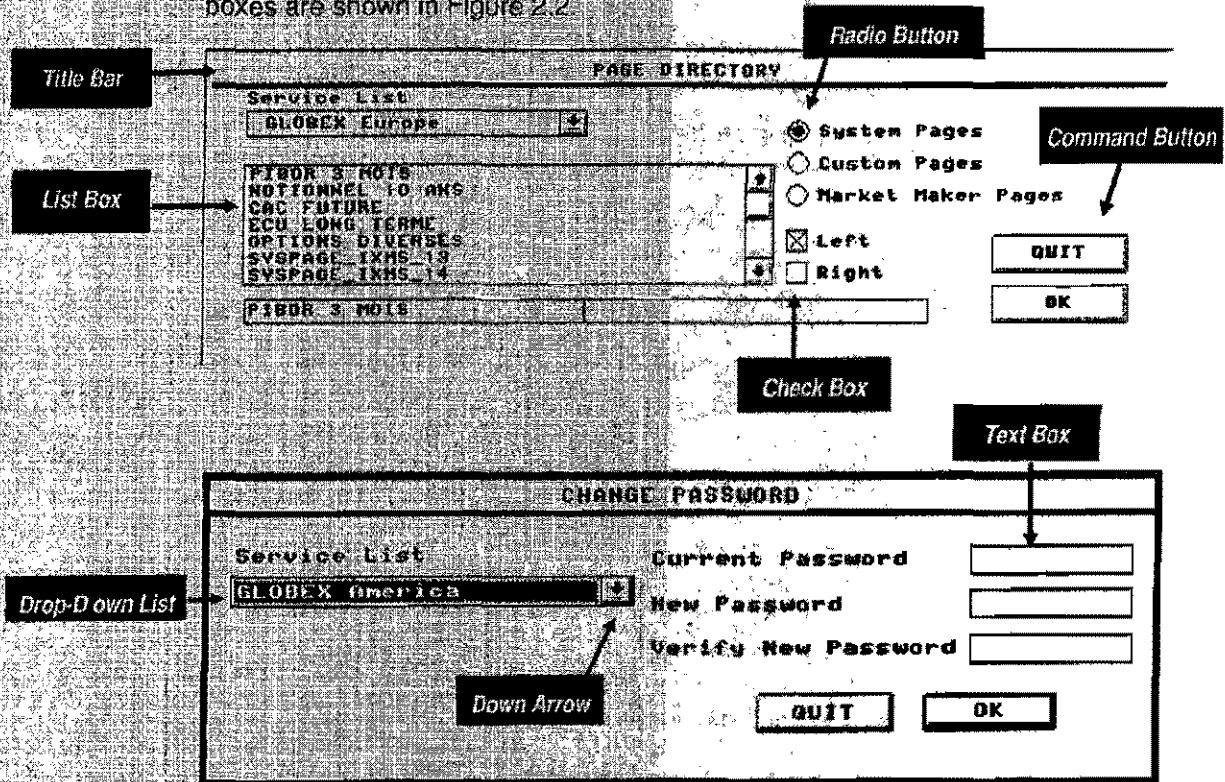 boxes are shown in Figure 2.2
Radio Button
Title Bar
PAGE DIRECTORY
Service List
GLOBEX Europe
System Pages
Command Button
Custom Pages
List Box
PIBOR 3 MOIS
NOTIONNEL 10 ANS
CAC FUTURE
ECU LONG TERME
OPTIONS DIVERSES
SYSPAGE_IXMS_13
SYSPAGE_IXMS_14
Market Maker Pages
Left
Right
QUIT
OK
PIBOR 3 MOIS
Check Box
Text Box
CHANGE PASSWORD
Service List
Current Password
Drop-D own List
GLOBEX America
New Password
Verify New Password
Down Arrow
QUIT
OK